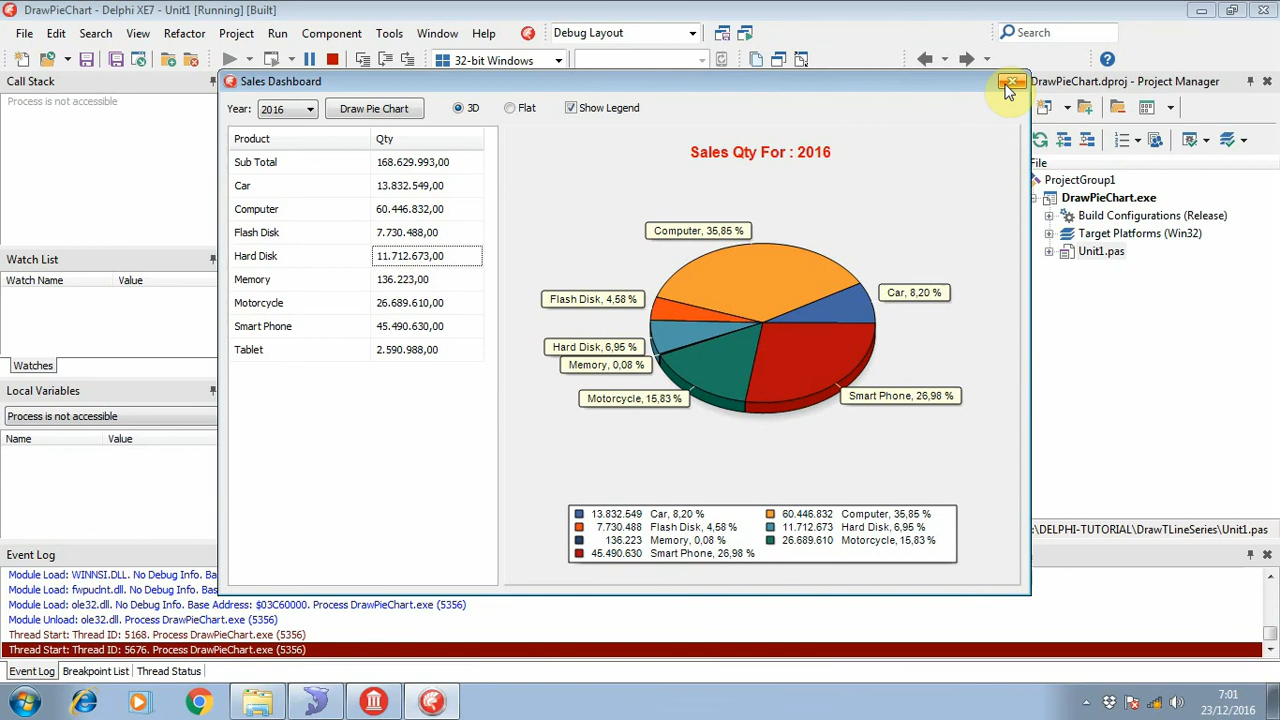 DrawPieChart - Delphi XE7 - Unit1 [Running] [Built]
File Edit Search View Refactor Project Run Component Tools Window Help Debug Layout Search
32-bit Windows
Call Stack
Process is not accessible
Watch List
Watch Name Value
Watches
Local Variables
Process is not accessible
Name Value
Sales Dashboard
Year: 2016 Draw Pie Chart 3D Flat Show Legend
Product Qty
Sub Total 168.629.993,00
Car 13.832.549,00
Computer 60.446.832,00
Flash Disk 7.730.488,00
Hard Disk 11.712.673,00
Memory 136.223,00
Motorcycle 26.689.610,00
Smart Phone 45.490.630,00
Tablet 2.590.988,00
Sales Qty For : 2016
Computer, 35,85 %
Car, 8,20 %
Flash Disk, 4,58 %
Hard Disk, 6,95 %
Memory, 0,08 %
Motorcycle, 15,83 %
Smart Phone, 26,98 %
13.832.549 Car, 8,20 % 60.446.832 Computer, 35,85 %
7.730.488 Flash Disk, 4,58 % 11.712.673 Hard Disk, 6,95 %
136.223 Memory, 0,08 % 26.689.610 Motorcycle, 15,83 %
45.490.630 Smart Phone, 26,98 %
DrawPieChart.dproj - Project Manager
File
ProjectGroup1
DrawPieChart.exe
Build Configurations (Release)
Target Platforms (Win32)
Unit1.pas
:\DELPHI-TUTORIAL\DrawTLineSeries\Unit1.pas
Event Log
Module Load: WINNSI.DLL. No Debug Info. Bas
Module Load: fwpuclnt.dll. No Debug Info. Bas
Module Load: ole32.dll. No Debug Info. Base Address: $03C60000. Process DrawPieChart.exe (5356)
Module Unload: ole32.dll. Process DrawPieChart.exe (5356)
Thread Start: Thread ID: 5168. Process DrawPieChart.exe (5356)
Thread Start: Thread ID: 5676. Process DrawPieChart.exe (5356)
Event Log Breakpoint List Thread Status
7:01
23/12/2016